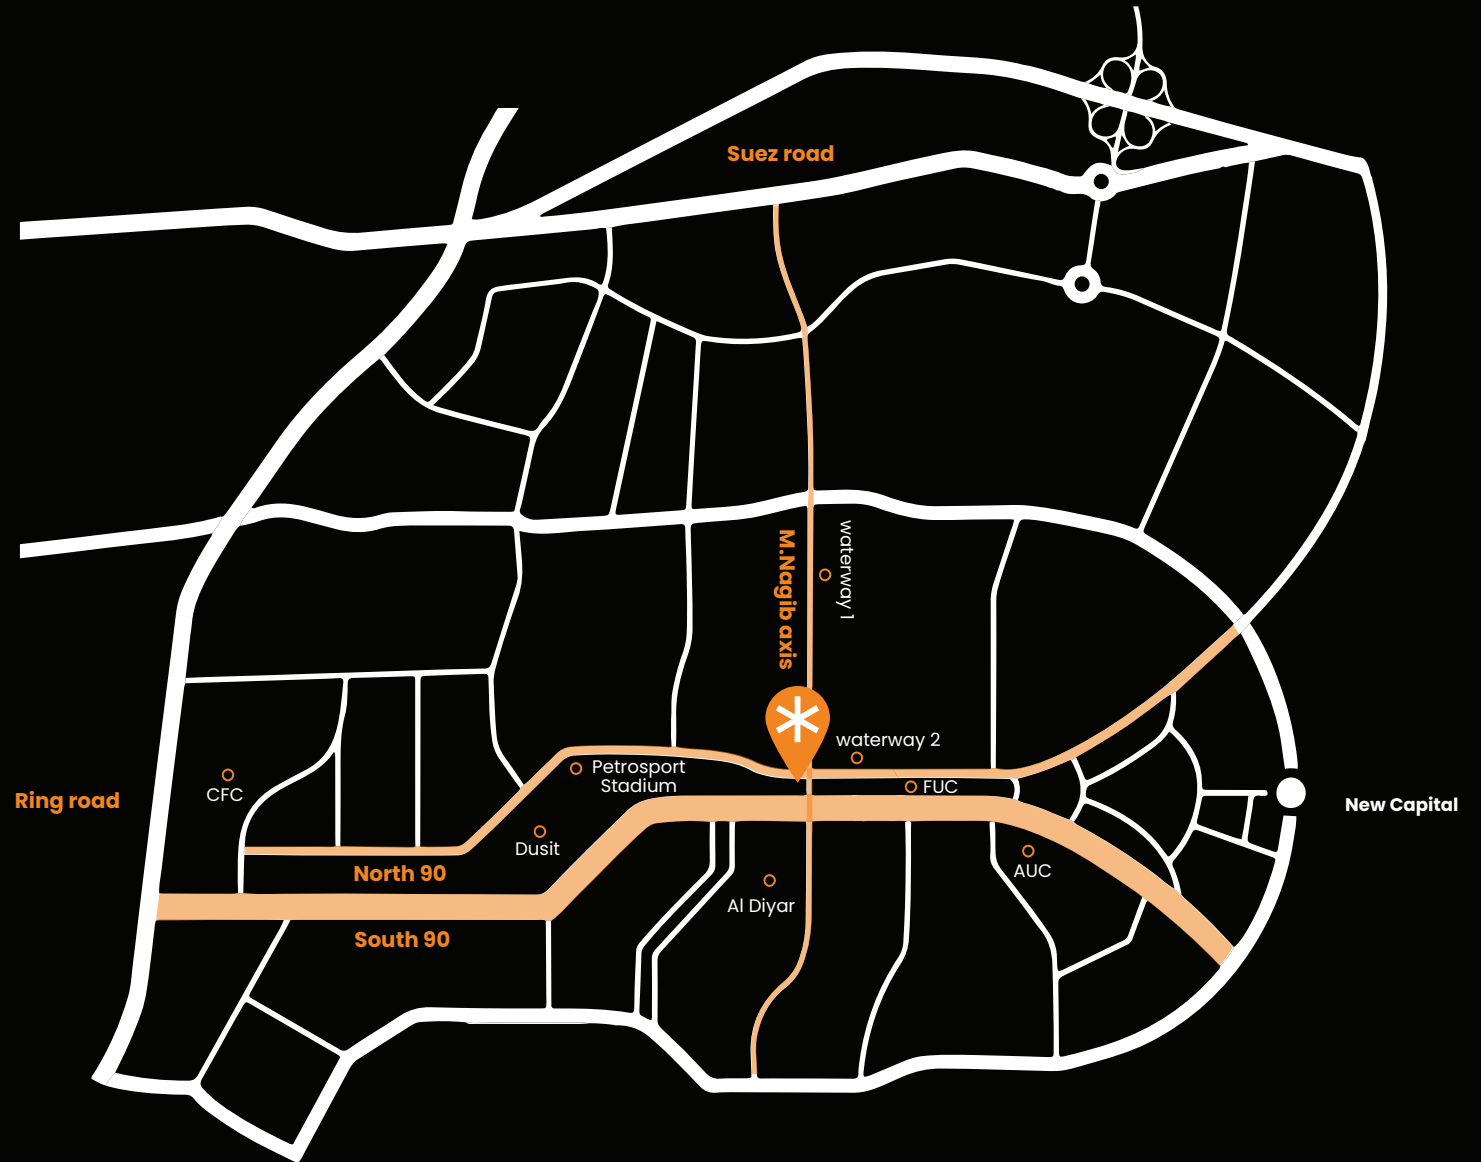 Suez road
M.Nagib axis
waterway 1
waterway 2
Petrosport
Stadium
FUC
CFC
Ring road
New Capital
Dusit
North 90
AUC
Al Diyar
South 90